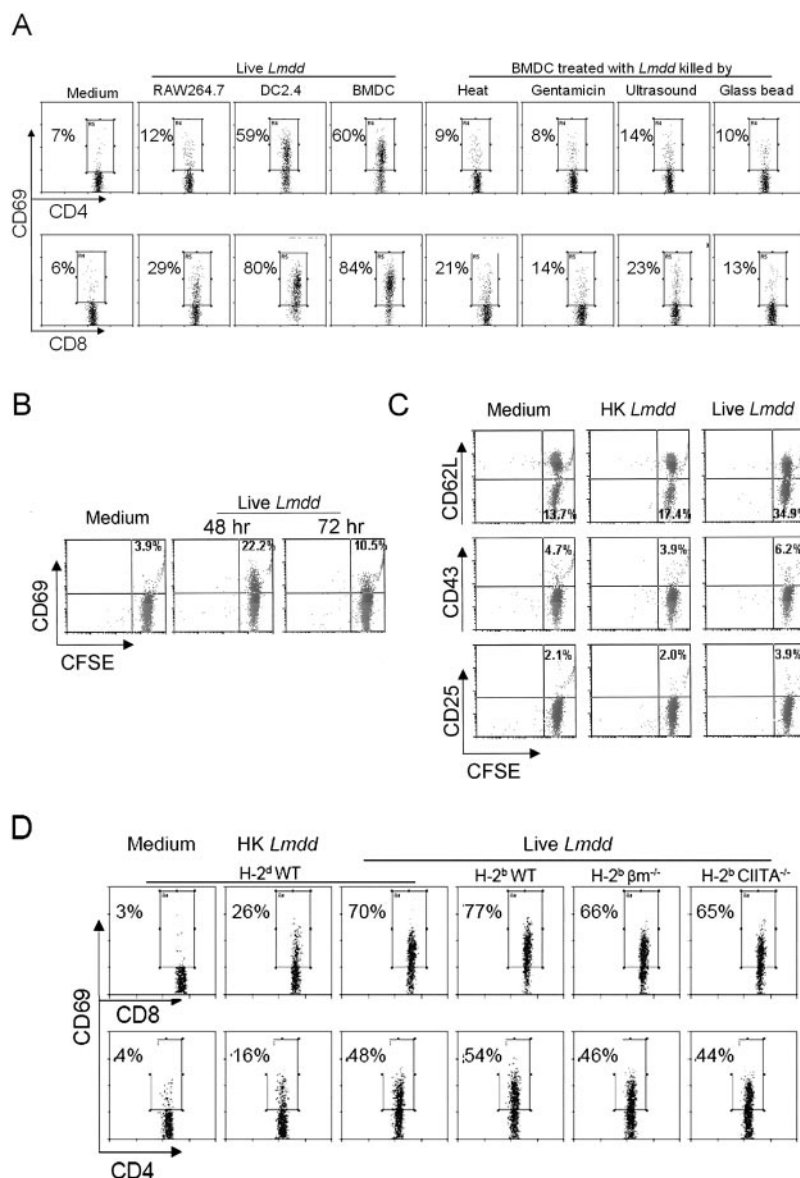 A
Live Lmdd
BMDC treated with Lmdd killed by
Medium RAW264.7 DC2.4 BMDC Heat Gentamicin Ultrasound Glass bead
7% 12% 59% 60% 9% 8% 14% 10%
CD69
CD4
6% 29% 80% 84% 21% 14% 23% 13%
CD8
B
Live Lmdd
Medium 48 hr 72 hr
3.9% 22.2% 10.5%
CD69
CFSE
C
Medium HK Lmdd Live Lmdd
CD62L
13.7% 17.4% 34.9%
CD43
4.7% 3.9% 6.2%
CD25
2.1% 2.0% 3.9%
CFSE
D
Medium HK Lmdd Live Lmdd
H-2ᵈ WT H-2ᵇ WT H-2ᵇ βm⁻/⁻ H-2ᵇ CIITA⁻/⁻
3% 26% 70% 77% 66% 65%
CD69
CD8
4% 16% 48% 54% 46% 44%
CD4